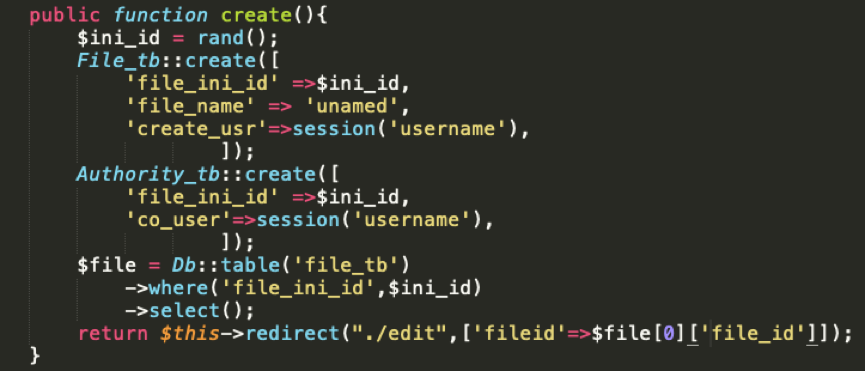 public function create(){
$ini_id = rand();
File_tb::create([
'file_ini_id' =>$ini_id,
'file_name' => 'unamed',
'create_usr'=>session('username'),
]);
Authority_tb::create([
'file_ini_id' =>$ini_id,
'co_user'=>session('username'),
]);
$file = Db::table('file_tb')
->where('file_ini_id',$ini_id)
->select();
return $this->redirect("./edit",['fileid'=>$file[0]['file_id']]);
}